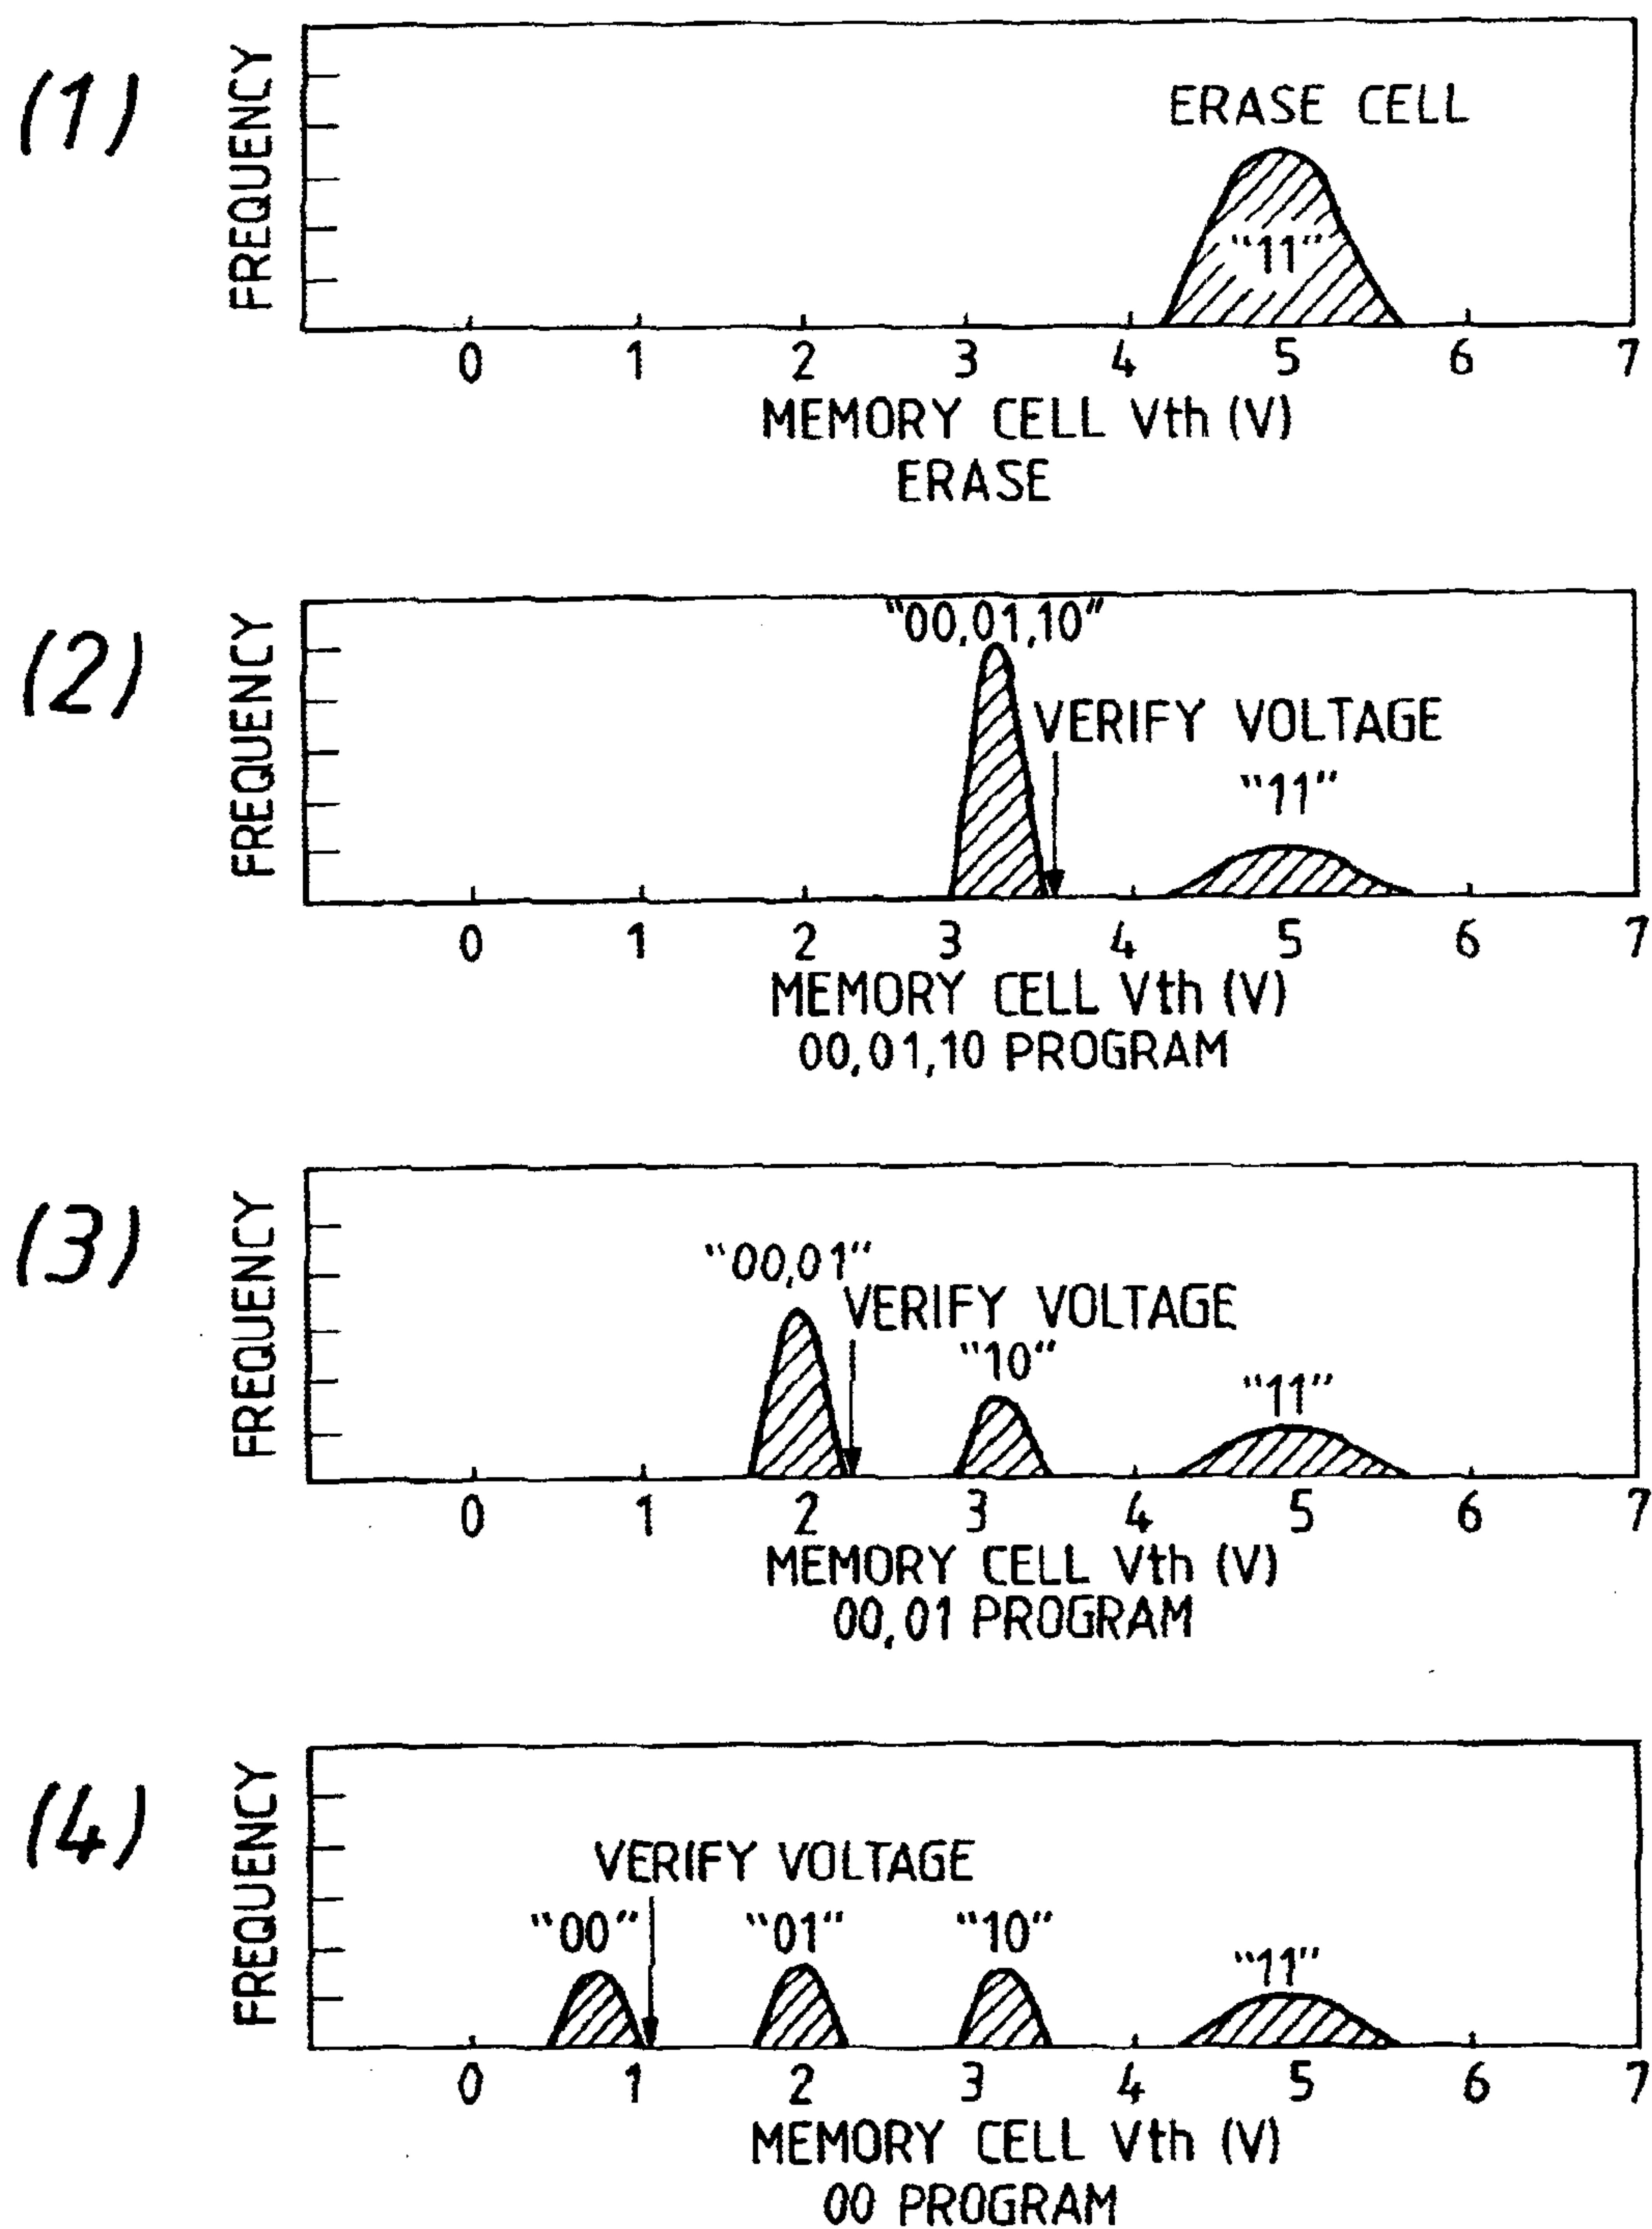 (1)
FREQUENCY
ERASE CELL
"11"
0 1 2 3 4 5 6 7
MEMORY CELL Vth (V)
ERASE
(2)
FREQUENCY
"00,01,10"
VERIFY VOLTAGE
"11"
0 1 2 3 4 5 6 7
MEMORY CELL Vth (V)
00,01,10 PROGRAM
(3)
FREQUENCY
"00,01"
VERIFY VOLTAGE
"10"
"11"
0 1 2 3 4 5 6 7
MEMORY CELL Vth (V)
00,01 PROGRAM
(4)
FREQUENCY
VERIFY VOLTAGE
"00" "01" "10"
"11"
0 1 2 3 4 5 6 7
MEMORY CELL Vth (V)
00 PROGRAM